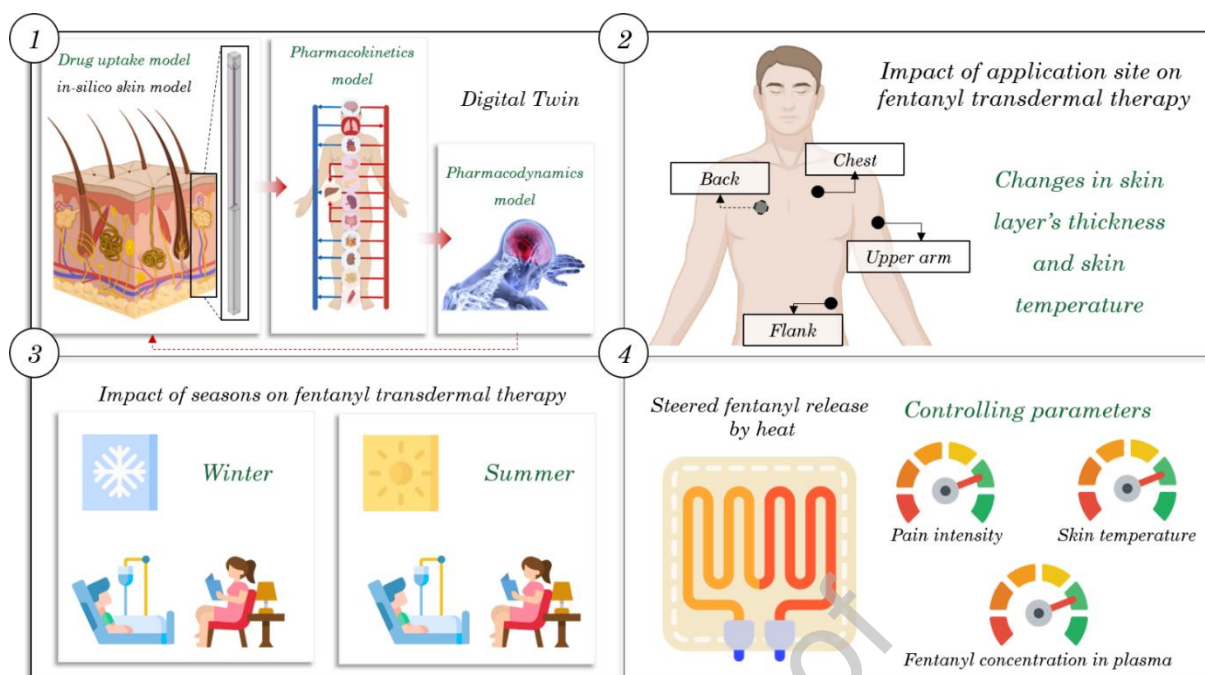 1
Drug uptake model
in-silico skin model
Pharmacokinetics
model
Digital Twin
Pharmacodynamics
model
2
Impact of application site on
fentanyl transdermal therapy
Chest
Back
Upper arm
Flank
Changes in skin
layer's thickness
and skin
temperature
3
Impact of seasons on fentanyl transdermal therapy
Winter
Summer
4
Steered fentanyl release
by heat
Controlling parameters
Pain intensity
Skin temperature
Fentanyl concentration in plasma
of